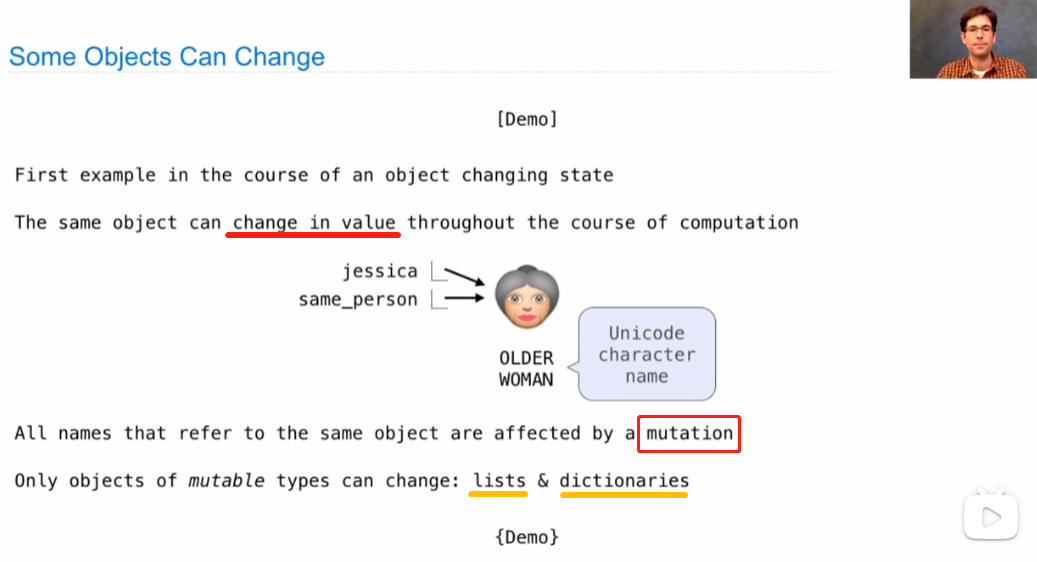 Some Objects Can Change
[Demo]
First example in the course of an object changing state
The same object can change in value throughout the course of computation
jessica
same_person
OLDER
WOMAN
Unicode
character
name
All names that refer to the same object are affected by a mutation
Only objects of mutable types can change: lists & dictionaries
{Demo}